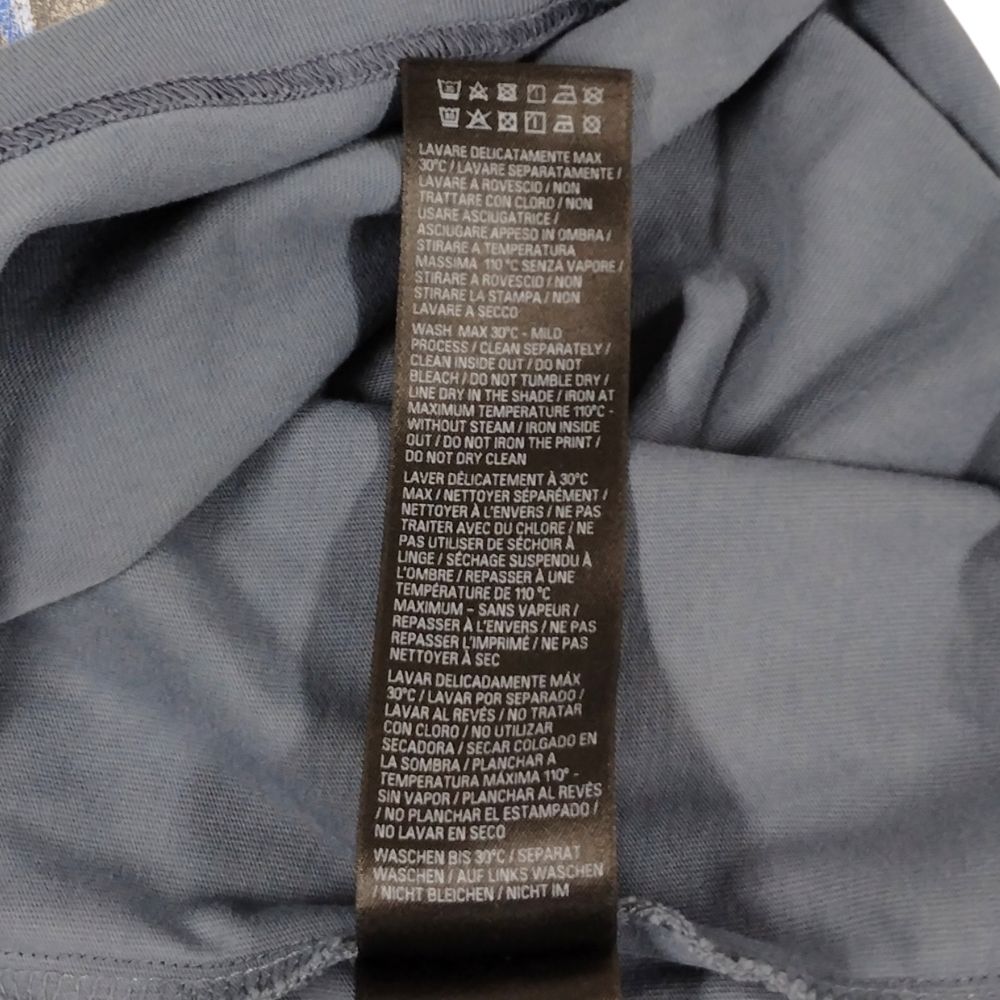 LAVARE DELICATAMENTE MAX
30°C / LAVARE SEPARATAMENTE /
LAVARE A ROVESCIO / NON
TRATTARE CON CLORO / NON
USARE ASCIUGATRICE /
ASCIUGARE APPESO IN OMBRA /
STIRARE A TEMPERATURA
MASSIMA 110 °C SENZA VAPORE /
STIRARE A ROVESCIO / NON
STIRARE LA STAMPA / NON
LAVARE A SECCO
WASH MAX 30°C - MILD
PROCESS / CLEAN SEPARATELY /
CLEAN INSIDE OUT / DO NOT
BLEACH / DO NOT TUMBLE DRY /
LINE DRY IN THE SHADE / IRON AT
MAXIMUM TEMPERATURE 110°C -
WITHOUT STEAM / IRON INSIDE
OUT / DO NOT IRON THE PRINT /
DO NOT DRY CLEAN
LAVER DÉLICATEMENT À 30°C
MAX / NETTOYER SÉPARÉMENT /
NETTOYER À L'ENVERS / NE PAS
TRAITER AVEC DU CHLORE / NE
PAS UTILISER DE SÉCHOIR À
LINGE / SÉCHAGE SUSPENDU À
L'OMBRE / REPASSER À UNE
TEMPÉRATURE DE 110 °C
MAXIMUM - SANS VAPEUR /
REPASSER À L'ENVERS / NE PAS
REPASSER L'IMPRIMÉ / NE PAS
NETTOYER À SEC
LAVAR DELICADAMENTE MÁX
30°C / LAVAR POR SEPARADO /
LAVAR AL REVÉS / NO TRATAR
CON CLORO / NO UTILIZAR
SECADORA / SECAR COLGADO EN
LA SOMBRA / PLANCHAR A
TEMPERATURA MÁXIMA 110° -
SIN VAPOR / PLANCHAR AL REVÉS
/ NO PLANCHAR EL ESTAMPADO /
NO LAVAR EN SECO
WASCHEN BIS 30°C / SEPARAT
WASCHEN / AUF LINKS WASCHEN
/ NICHT BLEICHEN / NICHT IM